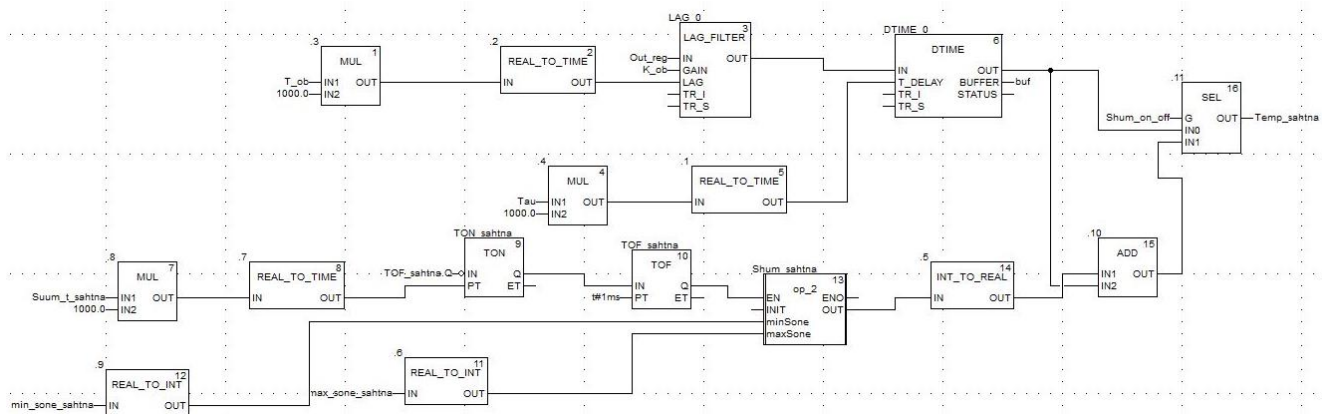 LAG_0
.3
1
MUL
T_ob
IN1 OUT
1000.0
IN2
.2
2
REAL_TO_TIME
IN OUT
3
LAG_FILTER
Out_reg
IN OUT
K_ob
GAIN
LAG
TR_I
TR_S
DTIME_0
6
DTIME
IN OUT
T_DELAY BUFFER
buf
TR_I STATUS
TR_S
.11
16
SEL
Shum_on_off
G OUT
Temp_sahtna
IN0
IN1
.4
4
MUL
Tau
IN1 OUT
1000.0
IN2
.1
5
REAL_TO_TIME
IN OUT
.8
7
MUL
Suum_t_sahtna
IN1 OUT
1000.0
IN2
.7
8
REAL_TO_TIME
IN OUT
TON_sahtna
9
TON
TOF_sahtna.Q
IN Q
PT ET
TOF_sahtna
10
TOF
IN Q
t#1ms
PT ET
Shum_sahtna
13
op_2
EN ENO
INIT OUT
minSone
maxSone
.5
14
INT_TO_REAL
IN OUT
.10
15
ADD
IN1 OUT
IN2
.9
12
REAL_TO_INT
min_sone_sahtna
IN OUT
.6
11
REAL_TO_INT
max_sone_sahtna
IN OUT